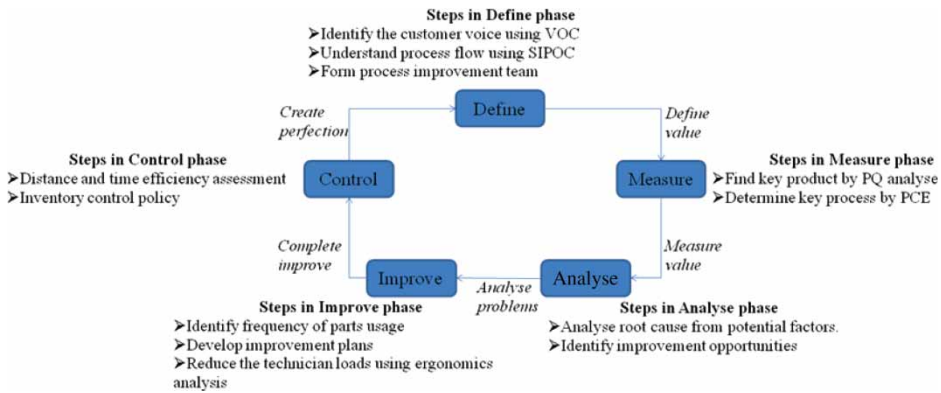 Steps in Define phase
➤Identify the customer voice using VOC
➤Understand process flow using SIPOC
➤Form process improvement team
Define
Create
perfection
Define
value
Steps in Control phase
➤Distance and time efficiency assessment
➤Inventory control policy
Control
Measure
Steps in Measure phase
➤Find key product by PQ analyse
➤Determine key process by PCE
Complete
improve
Measure
value
Improve
Analyse
problems
Analyse
Steps in Improve phase
➤Identify frequency of parts usage
➤Develop improvement plans
➤Reduce the technician loads using ergonomics
analysis
Steps in Analyse phase
➤Analyse root cause from potential factors.
➤Identify improvement opportunities